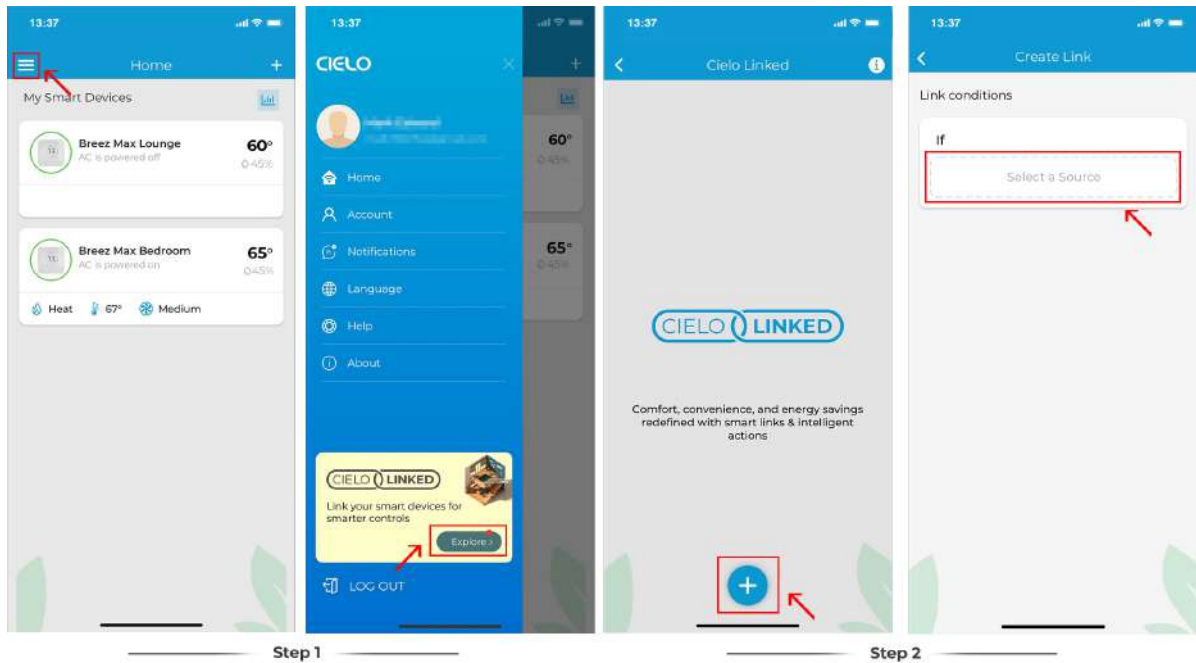 13:37
Home
+
My Smart Devices
Breez Max Lounge
AC is powered off
60°
45%
Breez Max Bedroom
AC is powered on
65°
45%
Heat
67°
Medium
13:37
CIELO
Home
Account
Notifications
Language
Help
About
CIELO LINKED
Link your smart devices for
smarter controls
Explore >
LOG OUT
60°
45%
65°
45%
Step 1
13:37
Cielo Linked
i
CIELO LINKED
Comfort, convenience, and energy savings
redefined with smart links & intelligent
actions
+
13:37
Create Link
Link conditions
If
Select a Source
Step 2